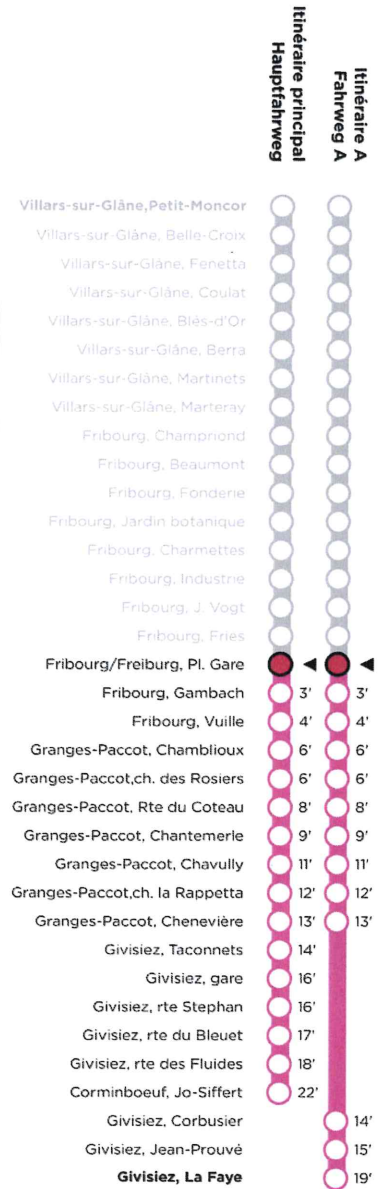 Itinéraire principal
Hauptfahrweg
Itinéraire A
Fahrweg A
Villars-sur-Glâne,Petit-Moncor
Villars-sur-Glâne, Belle-Croix
Villars-sur-Glâne, Fenetta
Villars-sur-Glâne, Coulat
Villars-sur-Glâne, Blés-d'Or
Villars-sur-Glâne, Berra
Villars-sur-Glâne, Martinets
Villars-sur-Glâne, Marteray
Fribourg, Champriond
Fribourg, Beaumont
Fribourg, Fonderie
Fribourg, Jardin botanique
Fribourg, Charmettes
Fribourg, Industrie
Fribourg, J. Vogt
Fribourg, Fries
Fribourg/Freiburg, Pl. Gare
Fribourg, Gambach 3' 3'
Fribourg, Vuille 4' 4'
Granges-Paccot, Chamblioux 6' 6'
Granges-Paccot,ch. des Rosiers 6' 6'
Granges-Paccot, Rte du Coteau 8' 8'
Granges-Paccot, Chantemerle 9' 9'
Granges-Paccot, Chavully 11' 11'
Granges-Paccot,ch. la Rappetta 12' 12'
Granges-Paccot, Chenevière 13' 13'
Givisiez, Taconnets 14'
Givisiez, gare 16'
Givisiez, rte Stephan 16'
Givisiez, rte du Bleuet 17'
Givisiez, rte des Fluides 18'
Corminboeuf, Jo-Siffert 22'
Givisiez, Corbusier 14'
Givisiez, Jean-Prouvé 15'
Givisiez, La Faye 19'